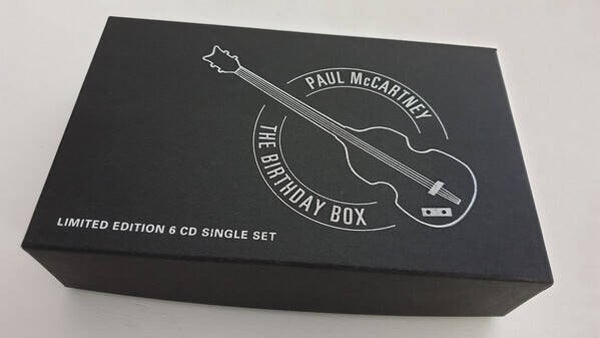 PAUL McCARTNEY
THE BIRTHDAY BOX
LIMITED EDITION 6 CD SINGLE SET